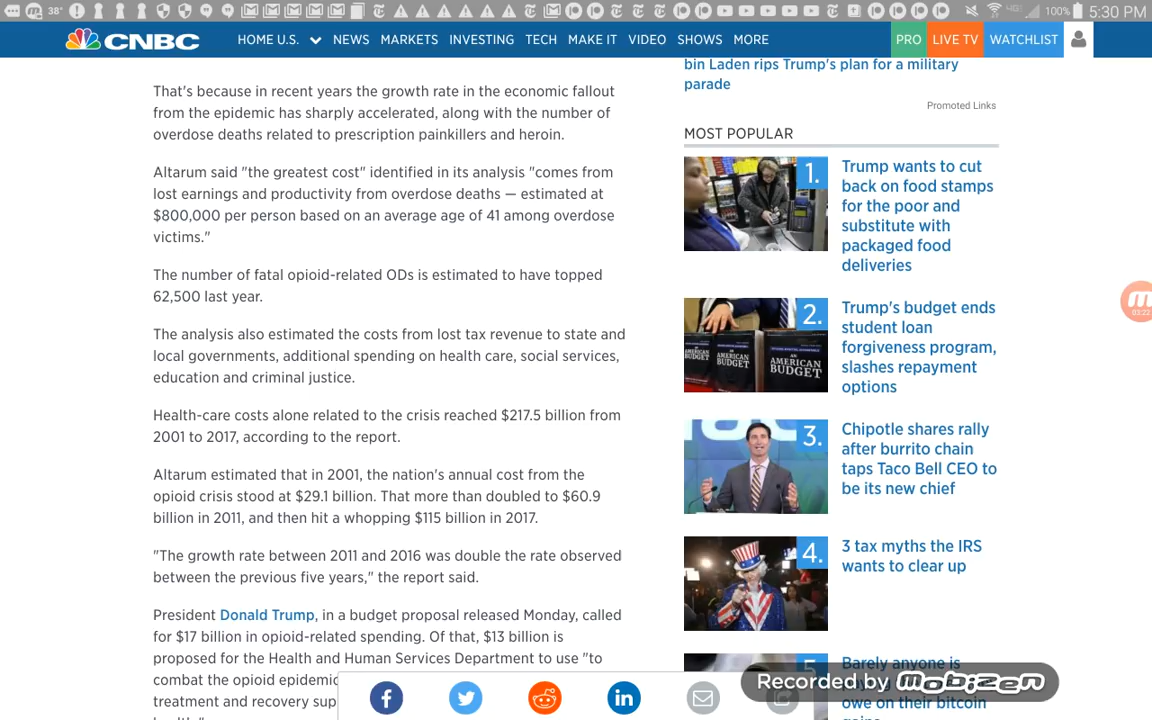 38°
100% 5:30 PM
CNBC
HOME U.S. NEWS MARKETS INVESTING TECH MAKE IT VIDEO SHOWS MORE
PRO LIVE TV WATCHLIST
That's because in recent years the growth rate in the economic fallout
from the epidemic has sharply accelerated, along with the number of
overdose deaths related to prescription painkillers and heroin.
Altarum said "the greatest cost" identified in its analysis "comes from
lost earnings and productivity from overdose deaths — estimated at
$800,000 per person based on an average age of 41 among overdose
victims."
The number of fatal opioid-related ODs is estimated to have topped
62,500 last year.
The analysis also estimated the costs from lost tax revenue to state and
local governments, additional spending on health care, social services,
education and criminal justice.
Health-care costs alone related to the crisis reached $217.5 billion from
2001 to 2017, according to the report.
Altarum estimated that in 2001, the nation's annual cost from the
opioid crisis stood at $29.1 billion. That more than doubled to $60.9
billion in 2011, and then hit a whopping $115 billion in 2017.
"The growth rate between 2011 and 2016 was double the rate observed
between the previous five years," the report said.
President Donald Trump, in a budget proposal released Monday, called
for $17 billion in opioid-related spending. Of that, $13 billion is
proposed for the Health and Human Services Department to use "to
combat the opioid epidemic
treatment and recovery sup
bin Laden rips Trump's plan for a military
parade
Promoted Links
MOST POPULAR
1.
Trump wants to cut
back on food stamps
for the poor and
substitute with
packaged food
deliveries
2.
AN AMERICAN BUDGET
Trump's budget ends
student loan
forgiveness program,
slashes repayment
options
3.
Chipotle shares rally
after burrito chain
taps Taco Bell CEO to
be its new chief
4.
3 tax myths the IRS
wants to clear up
5.
Barely anyone is
owe on their bitcoin
03:22
Recorded by MOBIZEN